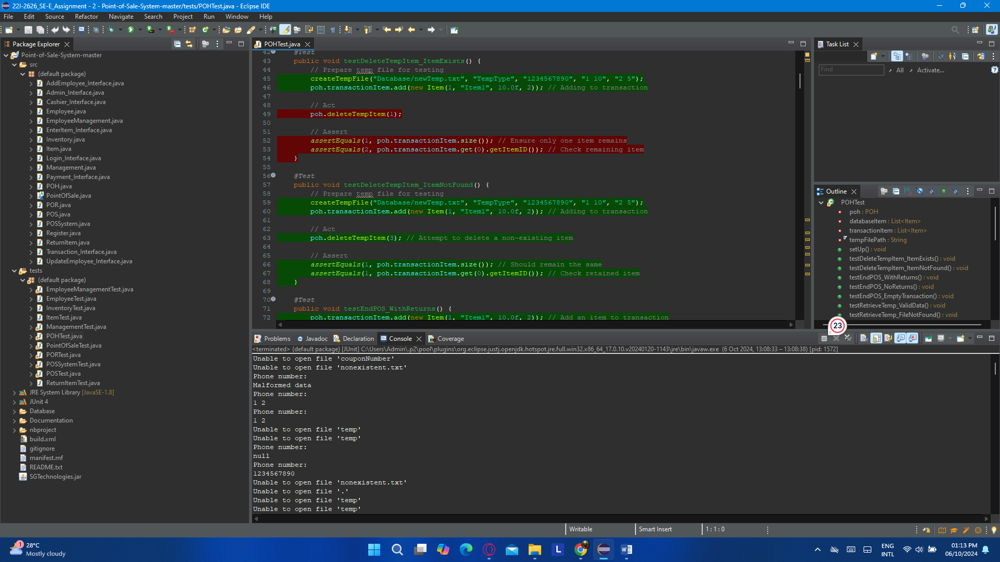 22I-2626_SE-E_Assignment - 2 - Point-of-Sale-System-master/tests/POHTest.java - Eclipse IDE
File Edit Source Refactor Navigate Search Project Run Window Help
Package Explorer
Point-of-Sale-System-master
src
(default package)
AddEmployee_Interface.java
Admin_Interface.java
Cashier_Interface.java
Employee.java
EmployeeManagement.java
EnterItem_Interface.java
Inventory.java
Item.java
Login_Interface.java
Management.java
Payment_Interface.java
POH.java
PointOfSale.java
POR.java
POS.java
POSSystem.java
Register.java
ReturnItem.java
Transaction_Interface.java
UpdateEmployee_Interface.java
tests
(default package)
EmployeeManagementTest.java
EmployeeTest.java
InventoryTest.java
ItemTest.java
ManagementTest.java
POHTest.java
PointOfSaleTest.java
PORTest.java
POSSystemTest.java
POSTest.java
ReturnItemTest.java
JRE System Library [JavaSE-1.8]
JUnit 4
Database
Documentation
nbproject
build.xml
gitignore
manifest.mf
README.txt
SGTechnologies.jar
POHTest.java
42 @Test
43 public void testDeleteTempItem_ItemExists() {
44 // Prepare temp file for testing
45 createTempFile("Database/newTemp.txt", "TempType", "1234567890", "1 10", "2 5");
46 poh.transactionItem.add(new Item(1, "Item1", 10.0f, 2)); // Adding to transaction
47
48 // Act
49 poh.deleteTempItem(1);
50
51 // Assert
52 assertEquals(1, poh.transactionItem.size()); // Ensure only one item remains
53 assertEquals(2, poh.transactionItem.get(0).getItemID()); // Check remaining item
54 }
55
56 @Test
57 public void testDeleteTempItem_ItemNotFound() {
58 // Prepare temp file for testing
59 createTempFile("Database/newTemp.txt", "TempType", "1234567890", "1 10", "2 5");
60 poh.transactionItem.add(new Item(1, "Item1", 10.0f, 2)); // Adding to transaction
61
62 // Act
63 poh.deleteTempItem(3); // Attempt to delete a non-existing item
64
65 // Assert
66 assertEquals(1, poh.transactionItem.size()); // Should remain the same
67 assertEquals(1, poh.transactionItem.get(0).getItemID()); // Check retained item
68 }
69
70 @Test
71 public void testEndPOS_WithReturns() {
72 poh.transactionItem.add(new Item(1, "Item1", 10.0f, 2)); // Add an item to transaction
Task List
Find All Activate...
Outline
POHTest
poh : POH
databaseItem : List<Item>
transactionItem : List<Item>
tempFilePath : String
setUp() : void
testDeleteTempItem_ItemExists() : void
testDeleteTempItem_ItemNotFound() : void
testEndPOS_WithReturns() : void
testEndPOS_NoReturns() : void
testEndPOS_EmptyTransaction() : void
testRetrieveTemp_ValidData() : void
testRetrieveTemp_FileNotFound() : void
23
Problems Javadoc Declaration Console Coverage
<terminated> (default package) [JUnit] C:\Users\Admin\.p2\pool\plugins\org.eclipse.justj.openjdk.hotspot.jre.full.win32.x86_64_17.0.10.v20240120-1143\jre\bin\javaw.exe (6 Oct 2024, 13:08:33 – 13:08:38) [pid: 1572]
Unable to open file 'couponNumber'
Unable to open file 'nonexistent.txt'
Phone number:
Malformed data
Phone number:
1 2
Phone number:
1 2
Unable to open file 'temp'
Unable to open file 'temp'
Phone number:
null
Phone number:
1234567890
Unable to open file 'nonexistent.txt'
Unable to open file '.'
Unable to open file 'temp'
Unable to open file 'temp'
Writable Smart Insert 1 : 1 : 0
1
28°C
Mostly cloudy
ENG
INTL
01:13 PM
06/10/2024